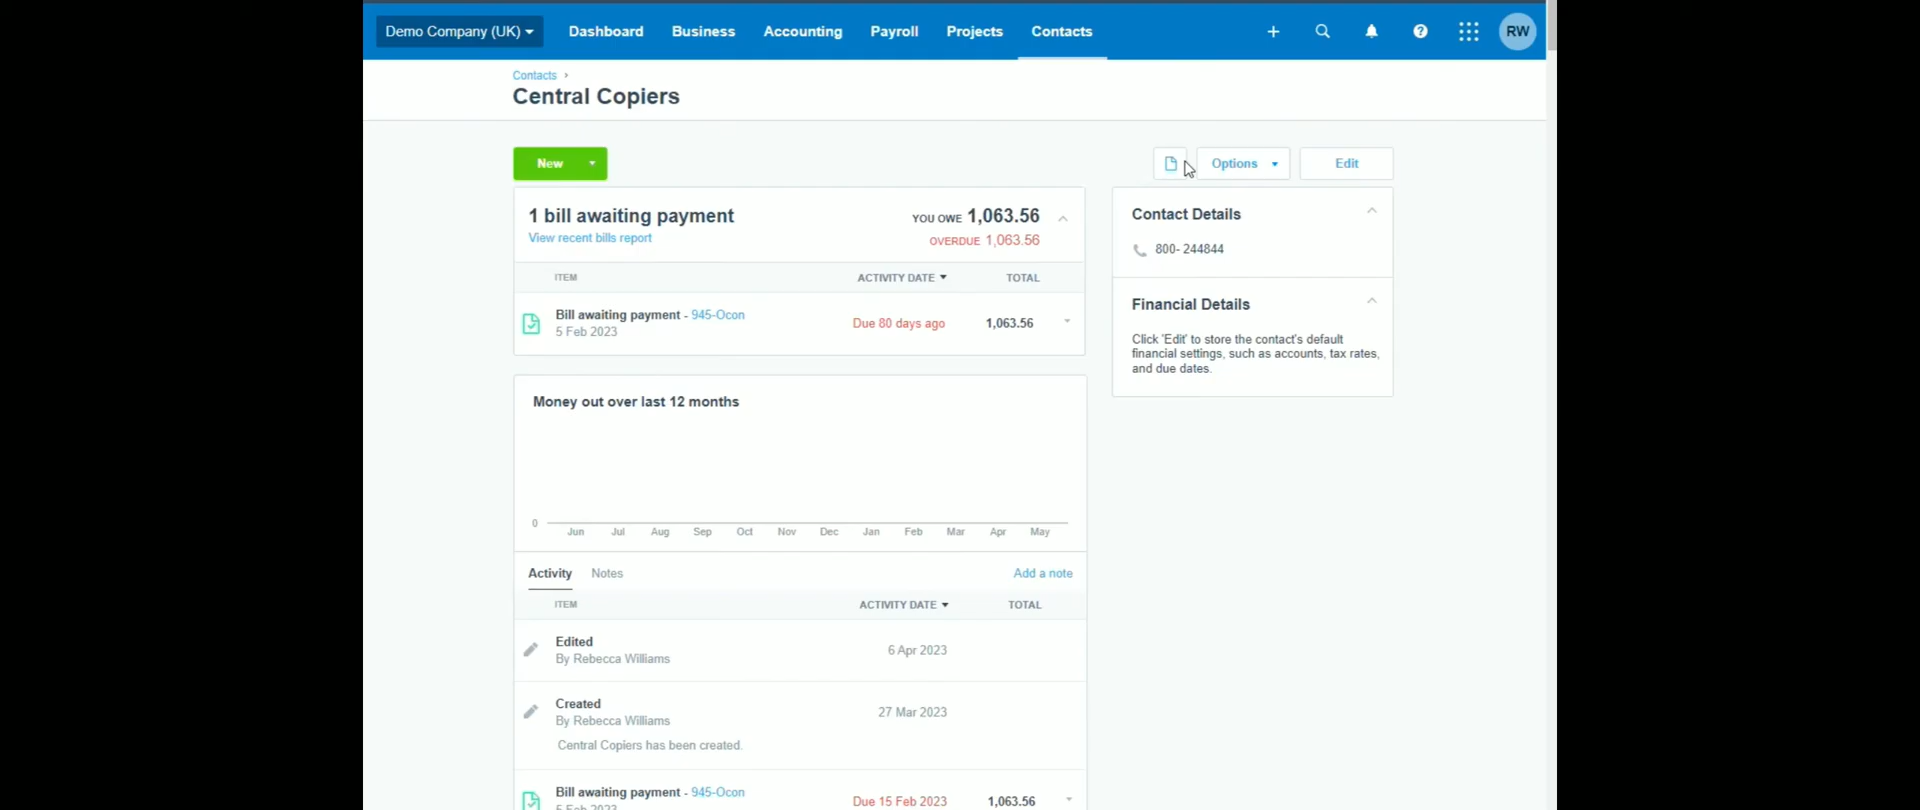 Demo Company (UK)
Dashboard
Business
Accounting
Payroll
Projects
Contacts
RW
Contacts ›
Central Copiers
New
Options
Edit
1 bill awaiting payment
YOU OWE 1,063.56
View recent bills report
OVERDUE 1,063.56
ITEM
ACTIVITY DATE
TOTAL
Bill awaiting payment - 945-Ocon
5 Feb 2023
Due 80 days ago
1,063.56
Contact Details
800- 244844
Financial Details
Click 'Edit' to store the contact's default
financial settings, such as accounts, tax rates,
and due dates.
Money out over last 12 months
0
Jun Jul Aug Sep Oct Nov Dec Jan Feb Mar Apr May
Activity
Notes
Add a note
ITEM
ACTIVITY DATE
TOTAL
Edited
By Rebecca Williams
6 Apr 2023
Created
By Rebecca Williams
27 Mar 2023
Central Copiers has been created.
Bill awaiting payment - 945-Ocon
Due 15 Feb 2023
1,063.56
5 Feb 2023